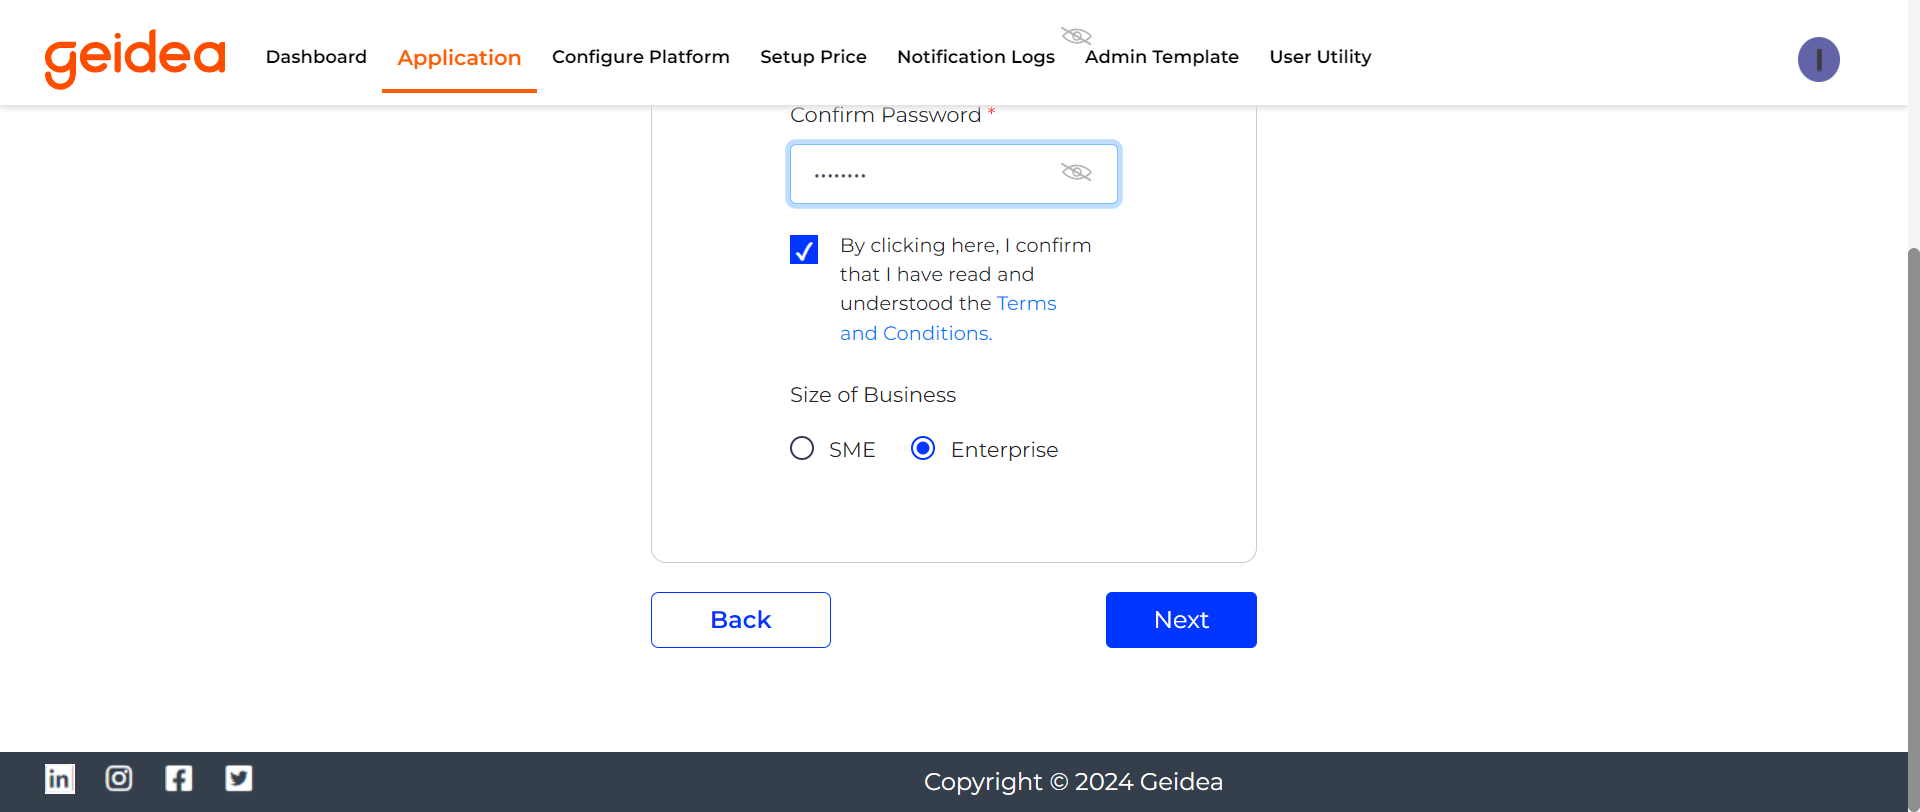 geidea
Dashboard
Application
Configure Platform
Setup Price
Notification Logs
Admin Template
User Utility
I
Confirm Password *
••••••••
By clicking here, I confirm
that I have read and
understood the Terms
and Conditions.
Size of Business
SME
Enterprise
Back
Next
in
Copyright © 2024 Geidea